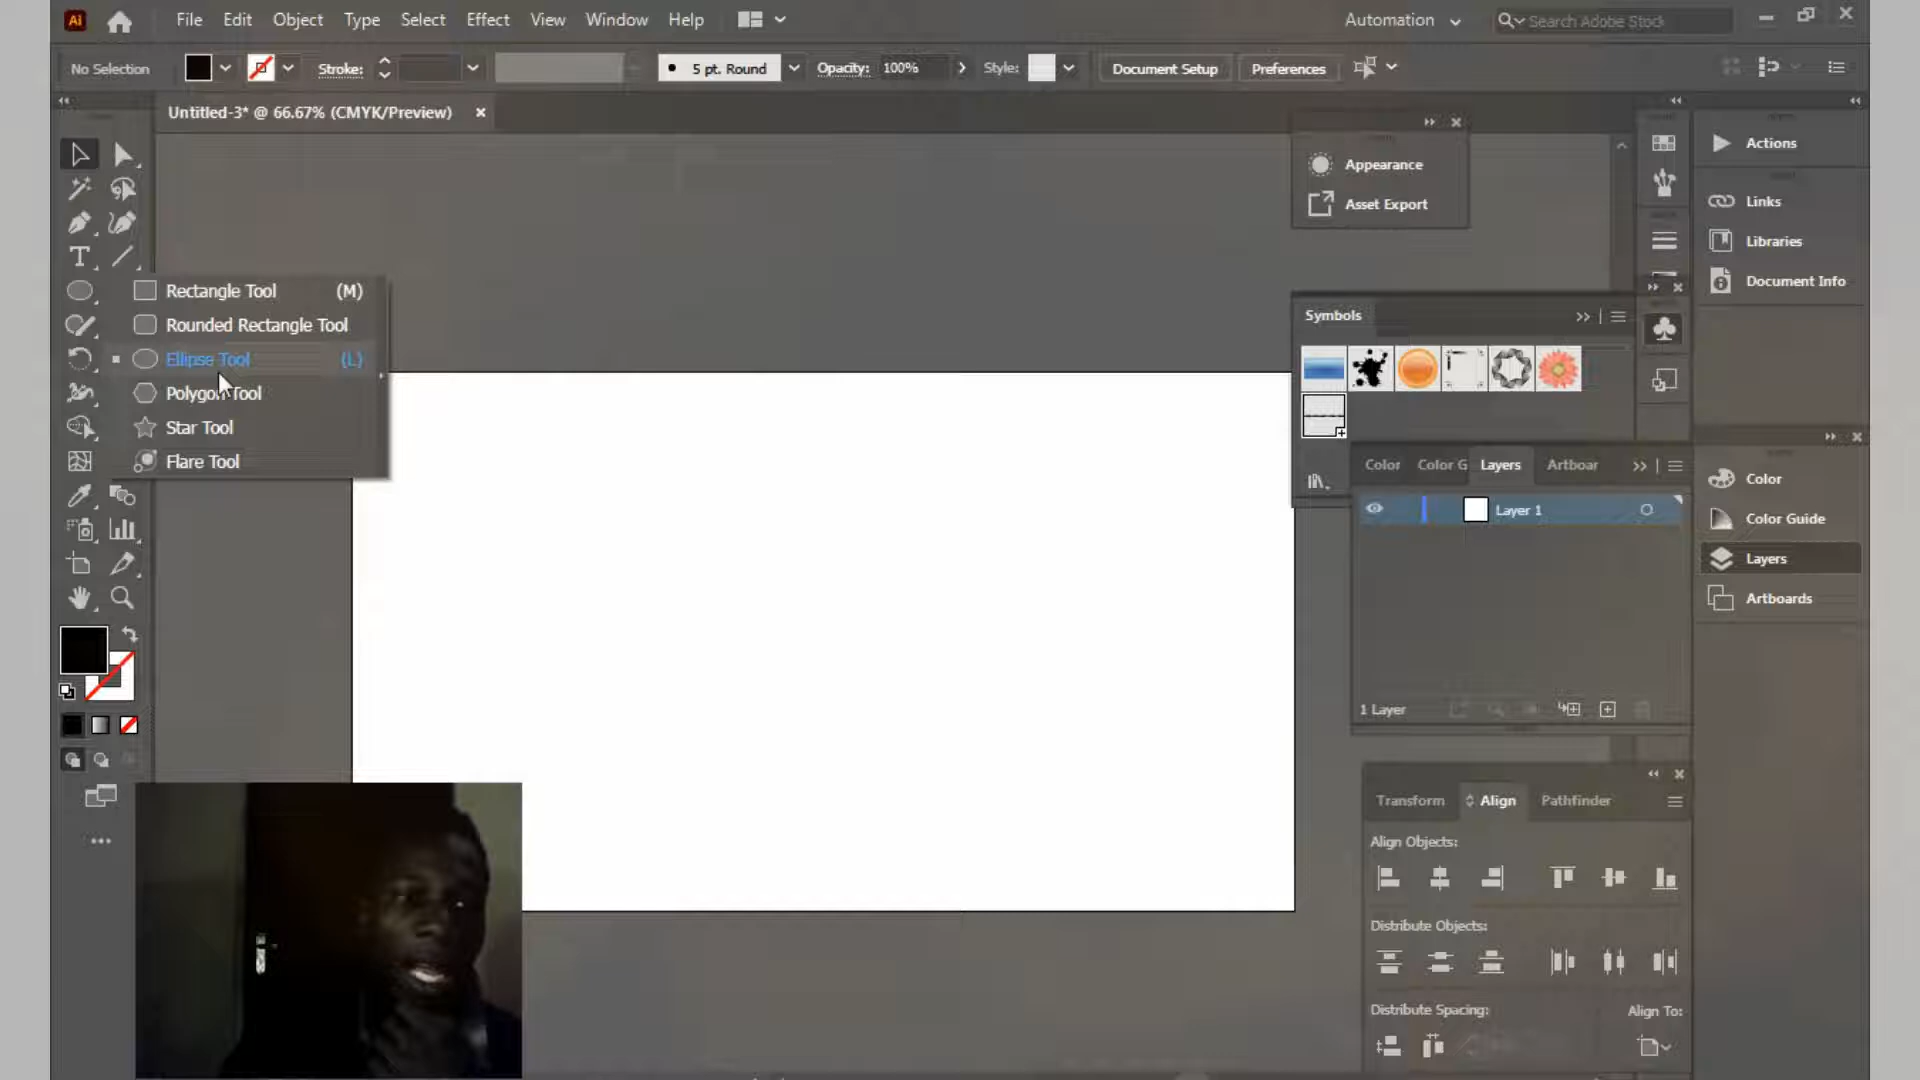 Ai File Edit Object Type Select Effect View Window Help Automation Search Adobe Stock
No Selection Stroke: 5 pt. Round Opacity: 100% Style: Document Setup Preferences
Untitled-3* @ 66.67% (CMYK/Preview)
Rectangle Tool (M)
Rounded Rectangle Tool
Ellipse Tool (L)
Polygon Tool
Star Tool
Flare Tool
T
Appearance
Asset Export
Symbols
Color Color G Layers Artboar
Layer 1
1 Layer
Transform Align Pathfinder
Align Objects:
Distribute Objects:
Distribute Spacing: Align To:
Actions
Links
Libraries
Document Info
Color
Color Guide
Layers
Artboards